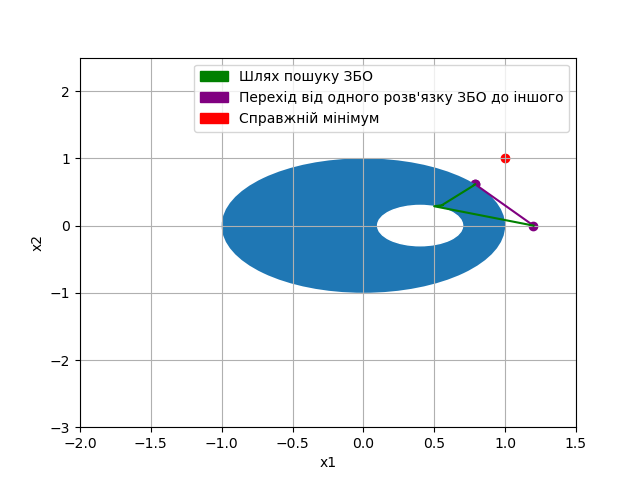 Шлях пошуку ЗБО
Перехід від одного розв'язку ЗБО до іншого
Справжній мінімум
2
1
0
−1
−2
−3
x2
−2.0 −1.5 −1.0 −0.5 0.0 0.5 1.0 1.5
x1